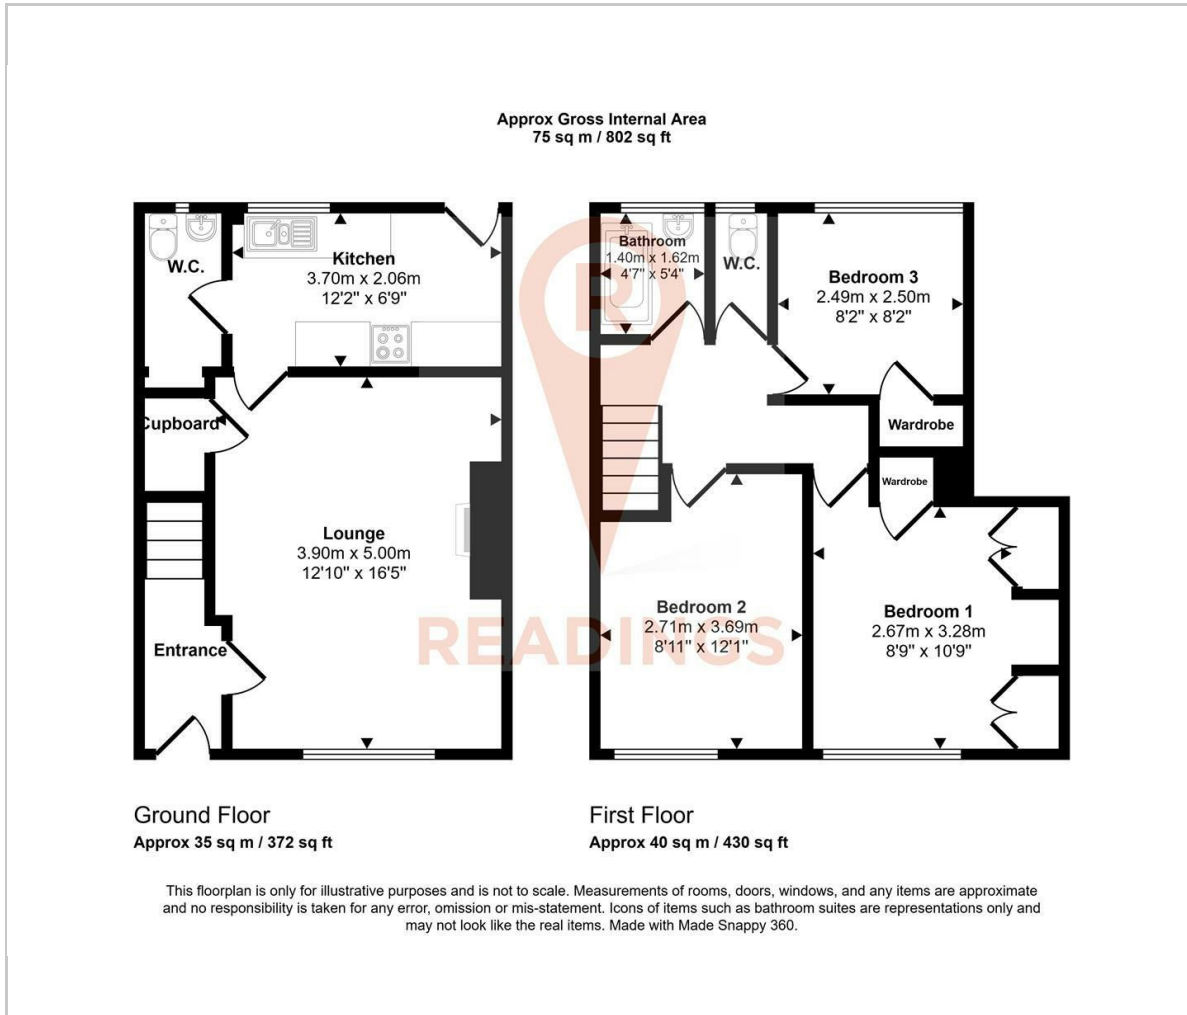 Approx Gross Internal Area
75 sq m / 802 sq ft
W.C.
Kitchen
3.70m x 2.06m
12'2" x 6'9"
Cupboard
Lounge
3.90m x 5.00m
12'10" x 16'5"
Entrance
Bathroom
1.40m x 1.62m
4'7" x 5'4"
W.C.
Bedroom 3
2.49m x 2.50m
8'2" x 8'2"
Wardrobe
Wardrobe
Bedroom 2
2.71m x 3.69m
8'11" x 12'1"
Bedroom 1
2.67m x 3.28m
8'9" x 10'9"
R
READINGS
Ground Floor
Approx 35 sq m / 372 sq ft
First Floor
Approx 40 sq m / 430 sq ft
This floorplan is only for illustrative purposes and is not to scale. Measurements of rooms, doors, windows, and any items are approximate
and no responsibility is taken for any error, omission or mis-statement. Icons of items such as bathroom suites are representations only and
may not look like the real items. Made with Made Snappy 360.